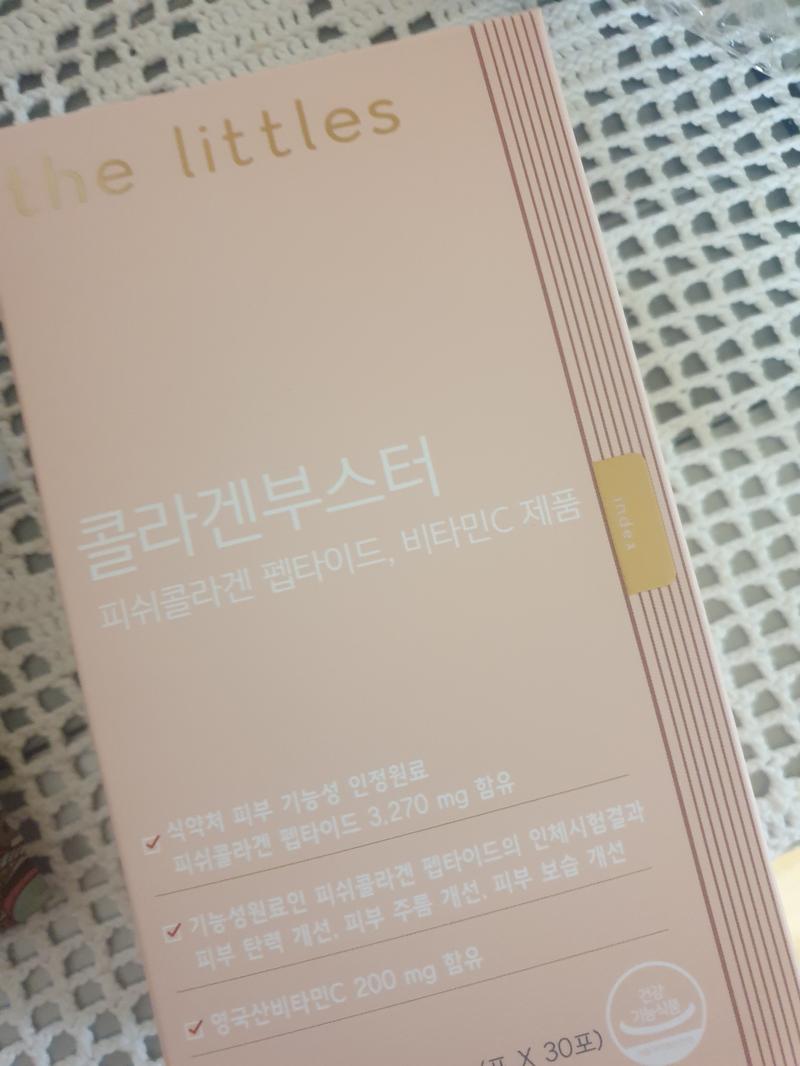 the littles
콜라겐부스터
피쉬콜라겐 펩타이드, 비타민C 제품
index
식약처 피부 기능성 인정원료
피쉬콜라겐 펩타이드 3,270 mg 함유
기능성원료인 피쉬콜라겐 펩타이드의 인체시험결과
피부 탄력 개선, 피부 주름 개선, 피부 보습 개선
영국산비타민C 200 mg 함유
X 30포)
건강
기능식품